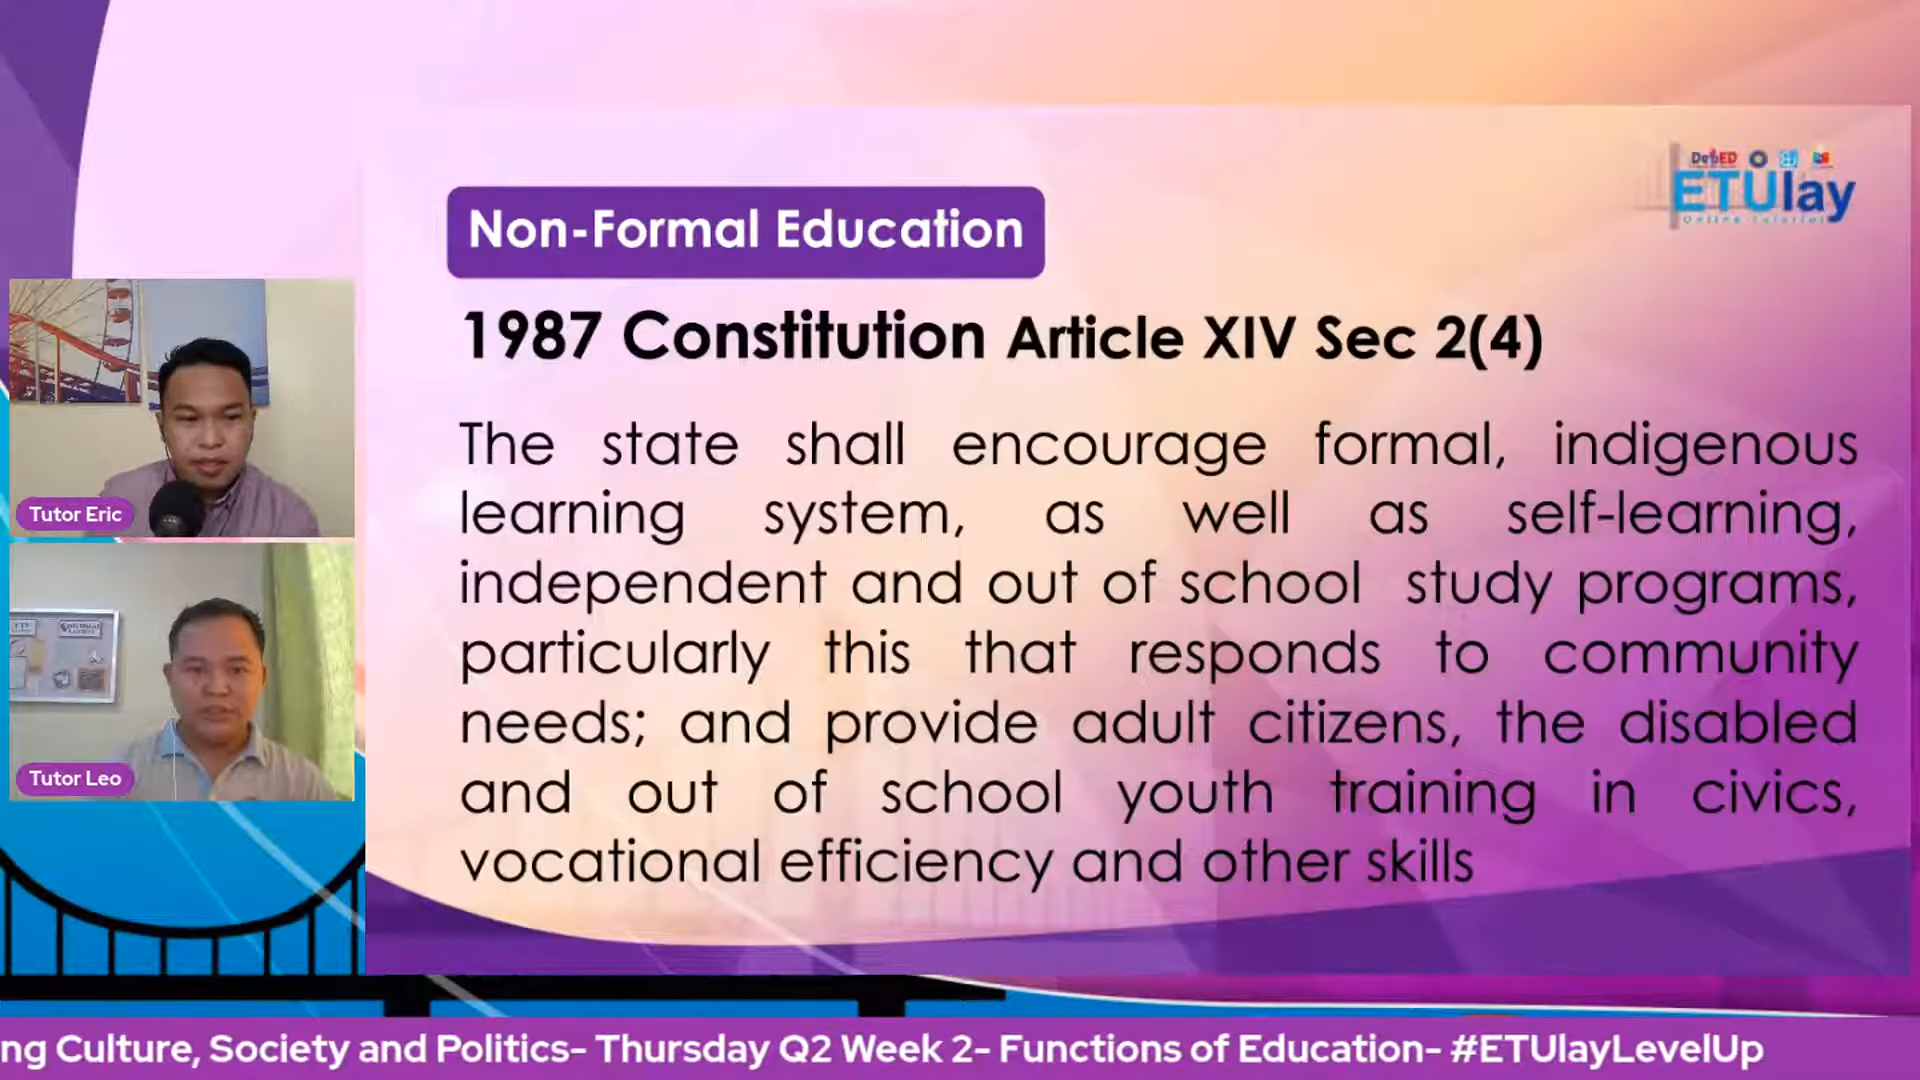 DepED
ETUlay
Online Tutorial
Non-Formal Education
1987 Constitution Article XIV Sec 2(4)
The state shall encourage formal, indigenous
learning system, as well as self-learning,
independent and out of school study programs,
particularly this that responds to community
needs; and provide adult citizens, the disabled
and out of school youth training in civics,
vocational efficiency and other skills
Tutor Eric
Tutor Leo
ng Culture, Society and Politics- Thursday Q2 Week 2- Functions of Education- #ETUlayLevelUp